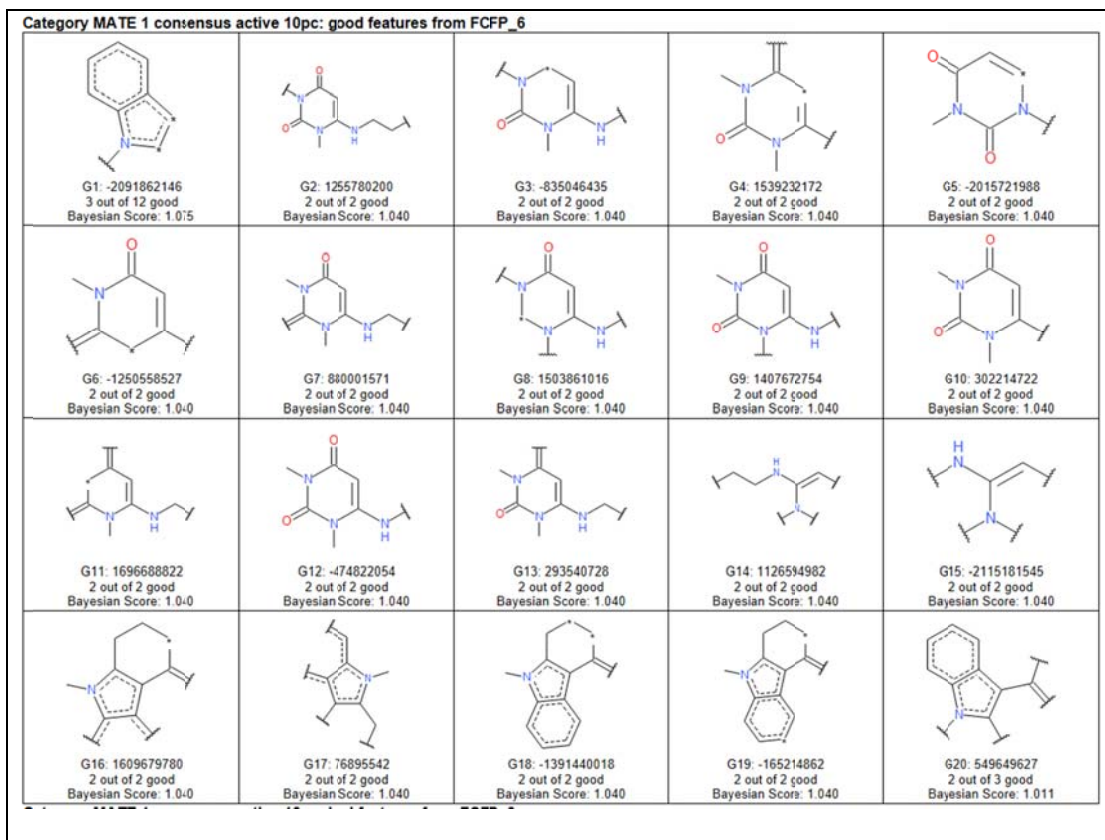 Category MATE 1 consensus active 10pc: good features from FCFP_6
G1: -2091862146
3 out of 12 good
Bayesian Score: 1.075
G2: 1255780200
2 out of 2 good
Bayesian Score: 1.040
G3: -835046435
2 out of 2 good
Bayesian Score: 1.040
G4: 1539232172
2 out of 2 good
Bayesian Score: 1.040
G5: -2015721988
2 out of 2 good
Bayesian Score: 1.040
G6: -1250558527
2 out of 2 good
Bayesian Score: 1.040
G7: 880001571
2 out of 2 good
Bayesian Score: 1.040
G8: 1503861016
2 out of 2 good
Bayesian Score: 1.040
G9: 1407672754
2 out of 2 good
Bayesian Score: 1.040
G10: 302214722
2 out of 2 good
Bayesian Score: 1.040
G11: 1696688822
2 out of 2 good
Bayesian Score: 1.040
G12: -474822054
2 out of 2 good
Bayesian Score: 1.040
G13: 293540728
2 out of 2 good
Bayesian Score: 1.040
G14: 1126594982
2 out of 2 good
Bayesian Score: 1.040
G15: -2115181545
2 out of 2 good
Bayesian Score: 1.040
G16: 1609679780
2 out of 2 good
Bayesian Score: 1.040
G17: 76895542
2 out of 2 good
Bayesian Score: 1.040
G18: -1391440018
2 out of 2 good
Bayesian Score: 1.040
G19: -165214862
2 out of 2 good
Bayesian Score: 1.040
G20: 549649627
2 out of 3 good
Bayesian Score: 1.011